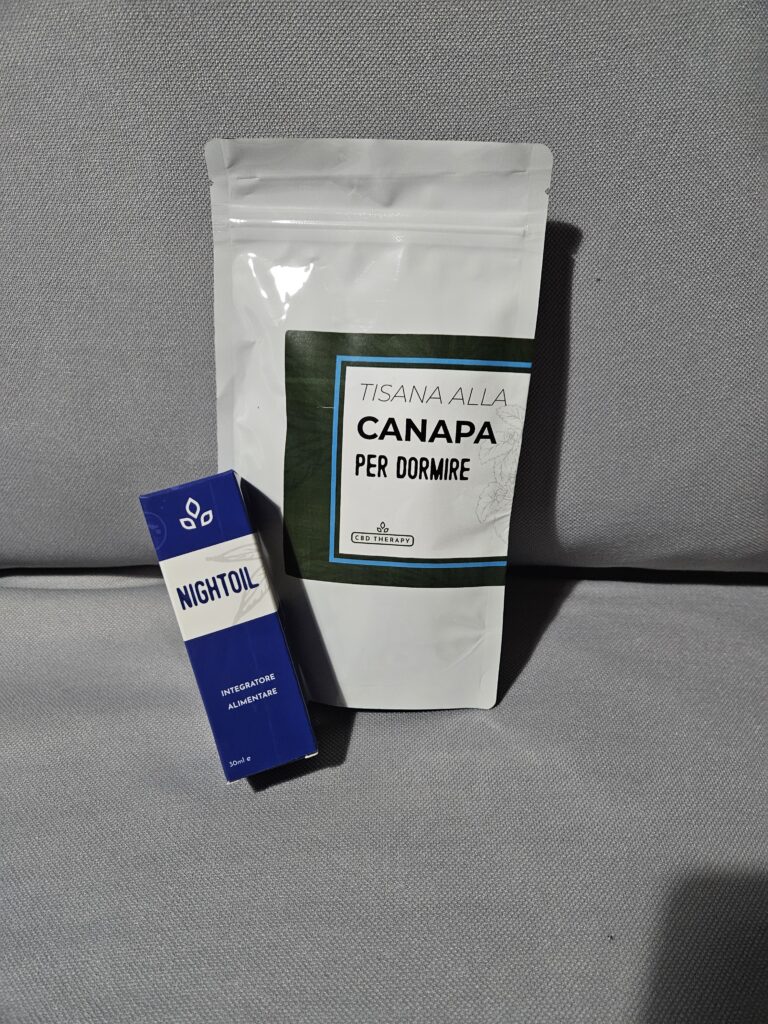 TISANA ALLA
CANAPA
PER DORMIRE
CBD THERAPY
NIGHTOIL
INTEGRATORE
ALIMENTARE
30ml e